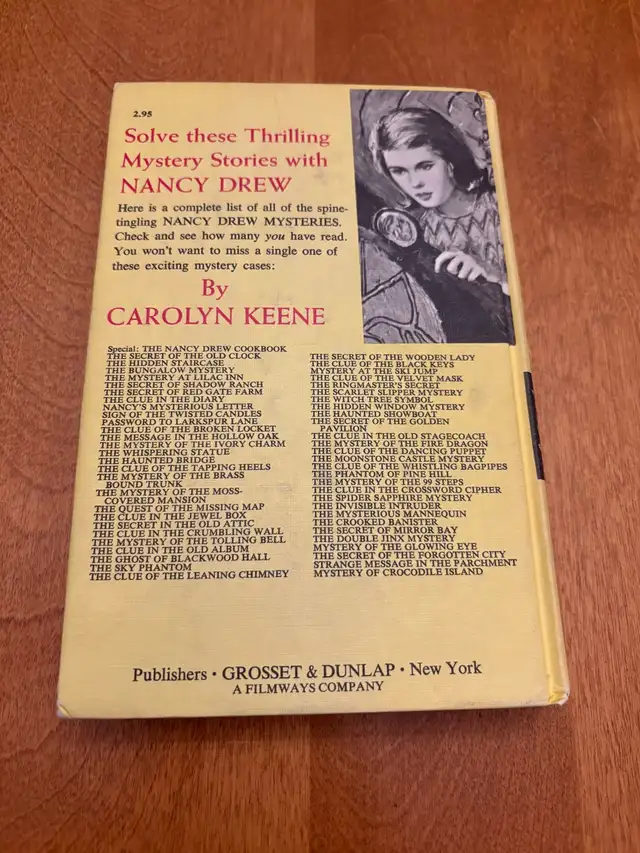 2.95
Solve these Thrilling
Mystery Stories with
NANCY DREW
Here is a complete list of all of the spine-
tingling NANCY DREW MYSTERIES.
Check and see how many you have read.
You won't want to miss a single one of
these exciting mystery cases:
By
CAROLYN KEENE
Special: THE NANCY DREW COOKBOOK
THE SECRET OF THE OLD CLOCK
THE HIDDEN STAIRCASE
THE BUNGALOW MYSTERY
THE MYSTERY AT LILAC INN
THE SECRET OF SHADOW RANCH
THE SECRET OF RED GATE FARM
THE CLUE IN THE DIARY
NANCY'S MYSTERIOUS LETTER
SIGN OF THE TWISTED CANDLES
PASSWORD TO LARKSPUR LANE
THE CLUE OF THE BROKEN LOCKET
THE MESSAGE IN THE HOLLOW OAK
THE MYSTERY OF THE IVORY CHARM
THE WHISPERING STATUE
THE HAUNTED BRIDGE
THE CLUE OF THE TAPPING HEELS
THE MYSTERY OF THE BRASS
BOUND TRUNK
THE MYSTERY OF THE MOSS-
COVERED MANSION
THE QUEST OF THE MISSING MAP
THE CLUE IN THE JEWEL BOX
THE SECRET IN THE OLD ATTIC
THE CLUE IN THE CRUMBLING WALL
THE MYSTERY OF THE TOLLING BELL
THE CLUE IN THE OLD ALBUM
THE GHOST OF BLACKWOOD HALL
THE SKY PHANTOM
THE CLUE OF THE LEANING CHIMNEY
THE SECRET OF THE WOODEN LADY
THE CLUE OF THE BLACK KEYS
MYSTERY AT THE SKI JUMP
THE CLUE OF THE VELVET MASK
THE RINGMASTER'S SECRET
THE SCARLET SLIPPER MYSTERY
THE WITCH TREE SYMBOL
THE HIDDEN WINDOW MYSTERY
THE HAUNTED SHOWBOAT
THE SECRET OF THE GOLDEN
PAVILION
THE CLUE IN THE OLD STAGECOACH
THE MYSTERY OF THE FIRE DRAGON
THE CLUE OF THE DANCING PUPPET
THE MOONSTONE CASTLE MYSTERY
THE CLUE OF THE WHISTLING BAGPIPES
THE PHANTOM OF PINE HILL
THE MYSTERY OF THE 99 STEPS
THE CLUE IN THE CROSSWORD CIPHER
THE SPIDER SAPPHIRE MYSTERY
THE INVISIBLE INTRUDER
THE MYSTERIOUS MANNEQUIN
THE CROOKED BANISTER
THE SECRET OF MIRROR BAY
THE DOUBLE JINX MYSTERY
MYSTERY OF THE GLOWING EYE
THE SECRET OF THE FORGOTTEN CITY
STRANGE MESSAGE IN THE PARCHMENT
MYSTERY OF CROCODILE ISLAND
Publishers · GROSSET & DUNLAP · New York
A FILMWAYS COMPANY